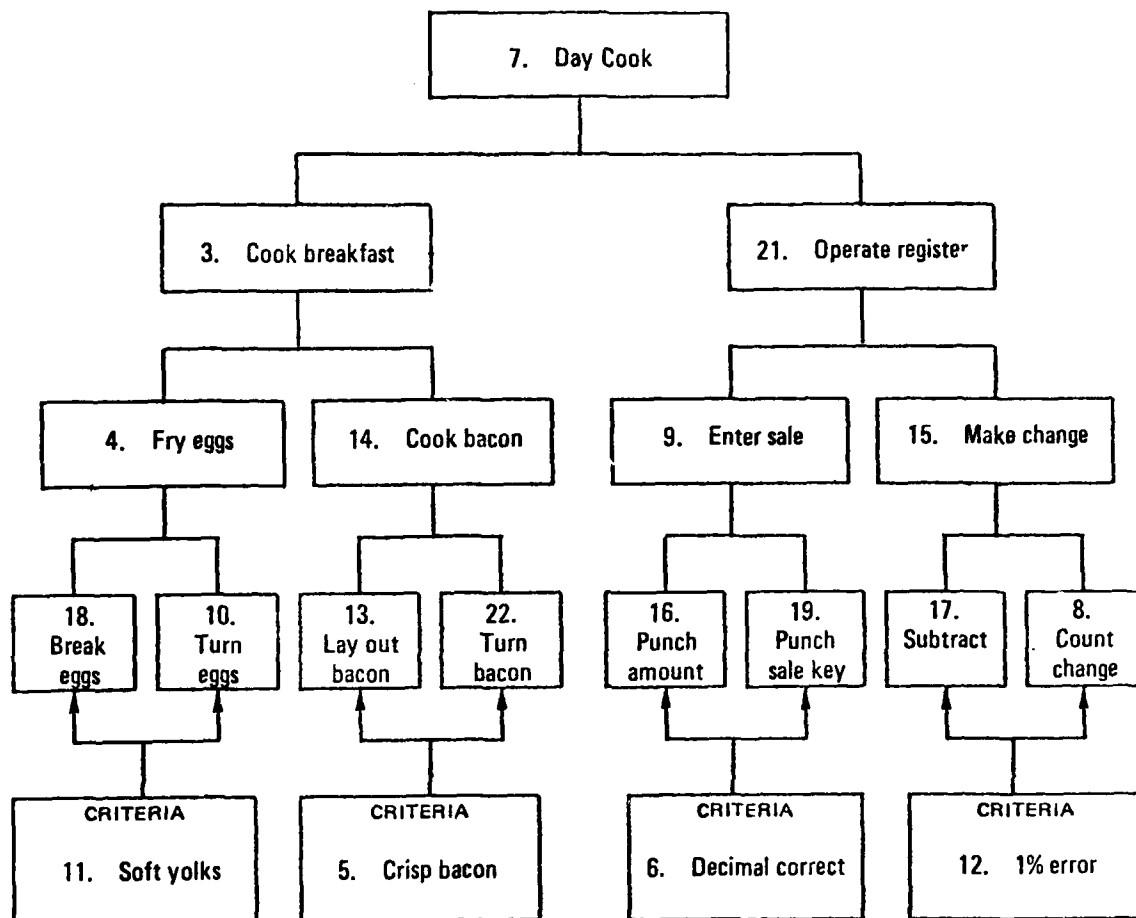 7. Day Cook
3. Cook breakfast
21. Operate register
4. Fry eggs
14. Cook bacon
9. Enter sale
15. Make change
18.
Break
eggs
10.
Turn
eggs
13.
Lay out
bacon
22.
Turn
bacon
16.
Punch
amount
19.
Punch
sale key
17.
Subtract
8.
Count
change
CRITERIA
11. Soft yolks
CRITERIA
5. Crisp bacon
CRITERIA
6. Decimal correct
CRITERIA
12. 1% error